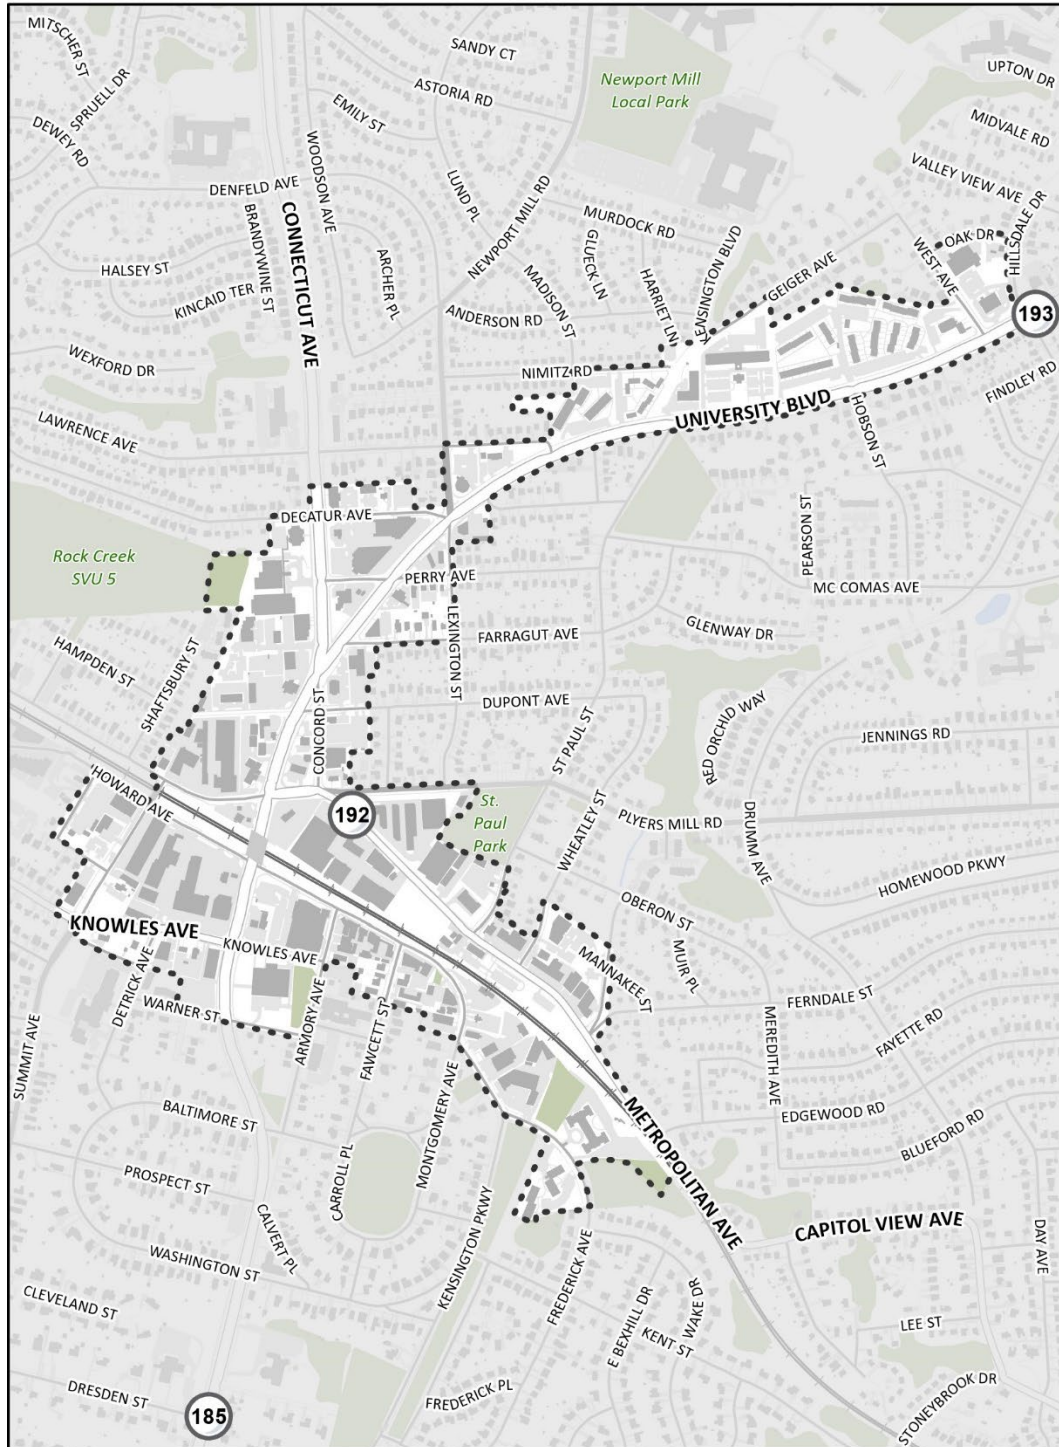 MITSCHER ST
SPRUELL DR
DEWEY RD
SANDY CT
ASTORIA RD
EMILY ST
WOODSON AVE
Newport Mill
Local Park
UPTON DR
MIDVALE RD
VALLEY VIEW AVE
HILLSDALE DR
OAK DR
WEST AVE
DENFELD AVE
BRANDYWINE ST
CONNECTICUT AVE
LUND PL
NEWPORT MILL RD
MURDOCK RD
GLUECK LN
HARRIET LN
KENSINGTON BLVD
GEIGER AVE
HALSEY ST
KINCAID TER
ARCHER PL
MADISON ST
ANDERSON RD
193
WEXFORD DR
NIMITZ RD
FINDLEY RD
UNIVERSITY BLVD
HOBSON ST
LAWRENCE AVE
DECATUR AVE
PEARSON ST
Rock Creek
SVU 5
PERRY AVE
MC COMAS AVE
LEXINGTON ST
FARRAGUT AVE
GLENWAY DR
HAMPDEN ST
SHAFTSBURY ST
CONCORD ST
DUPONT AVE
ST PAUL ST
RED ORCHID WAY
JENNINGS RD
HOWARD AVE
192
St.
Paul
Park
WHEATLEY ST
PLYERS MILL RD
DRUMM AVE
HOMEWOOD PKWY
OBERON ST
KNOWLES AVE
KNOWLES AVE
MANNAKEE ST
MUIR PL
DETRICK AVE
WARNER ST
ARMORY AVE
FAWCETT ST
FERNDALE ST
FAYETTE RD
MEREDITH AVE
SUMMIT AVE
BALTIMORE ST
MONTGOMERY AVE
METROPOLITAN AVE
EDGEWOOD RD
BLUEFORD RD
PROSPECT ST
CARROLL PL
CALVERT PL
KENSINGTON PKWY
CAPITOL VIEW AVE
DAY AVE
WASHINGTON ST
FREDERICK AVE
CLEVELAND ST
E BEXHILL DR
WAKE DR
KENT ST
LEE ST
DRESDEN ST
185
FREDERICK PL
STONEYBROOK DR